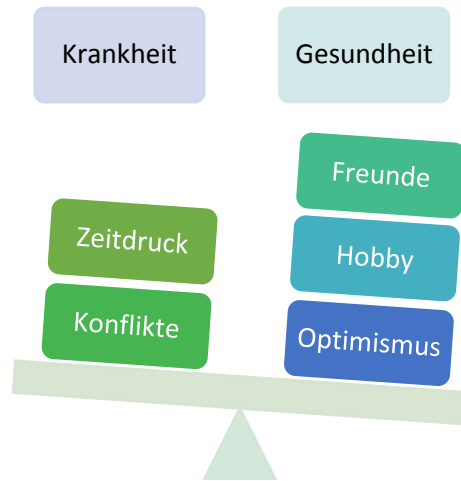 Krankheit
Gesundheit
Freunde
Zeitdruck
Hobby
Konflikte
Optimismus